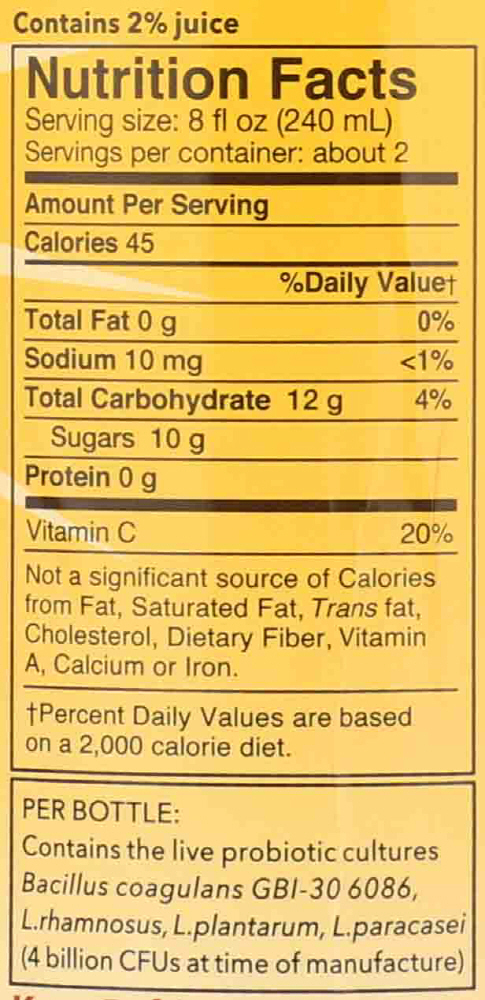 Contains 2% juice
Nutrition Facts
Serving size: 8 fl oz (240 mL)
Servings per container: about 2
Amount Per Serving
Calories 45
%Daily Value†
Total Fat 0 g 0%
Sodium 10 mg <1%
Total Carbohydrate 12 g 4%
Sugars 10 g
Protein 0 g
Vitamin C 20%
Not a significant source of Calories
from Fat, Saturated Fat, Trans fat,
Cholesterol, Dietary Fiber, Vitamin
A, Calcium or Iron.
†Percent Daily Values are based
on a 2,000 calorie diet.
PER BOTTLE:
Contains the live probiotic cultures
Bacillus coagulans GBI-30 6086,
L.rhamnosus, L.plantarum, L.paracasei
(4 billion CFUs at time of manufacture)